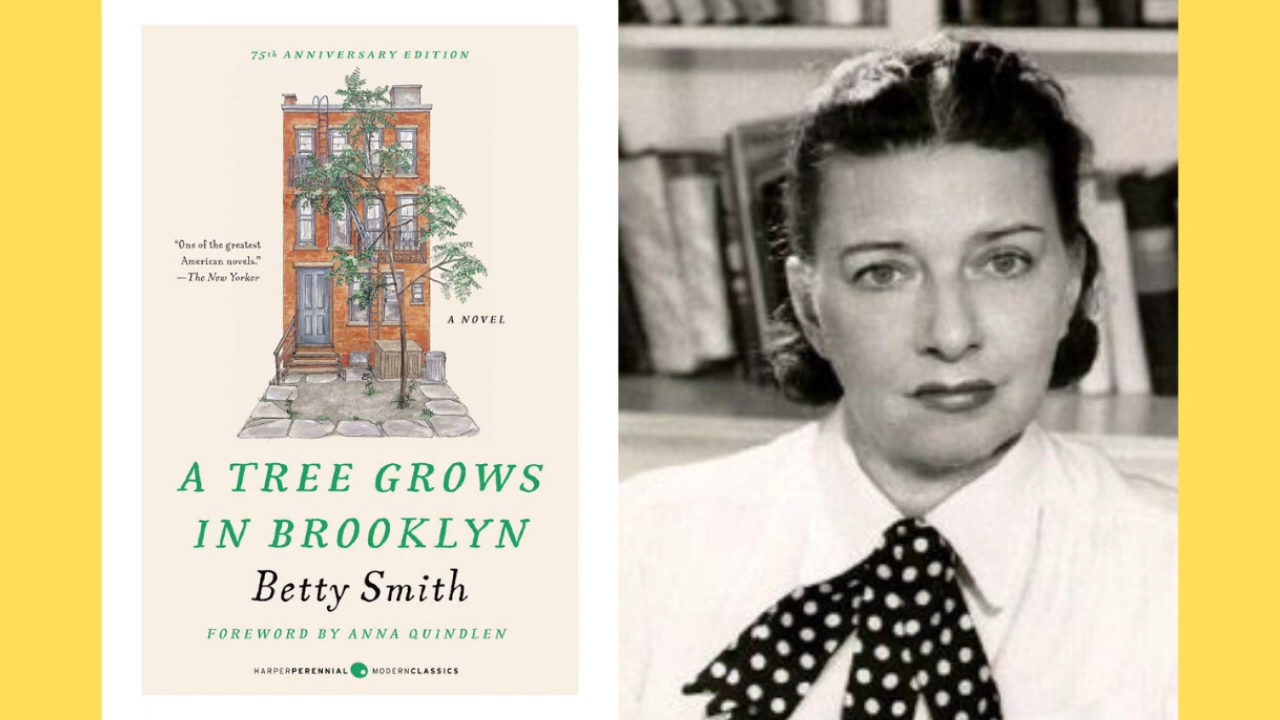 75th ANNIVERSARY EDITION
"One of the greatest
American novels."
—The New Yorker
A NOVEL
A TREE GROWS
IN BROOKLYN
Betty Smith
FOREWORD BY ANNA QUINDLEN
HARPERPERENNIAL MODERNCLASSICS